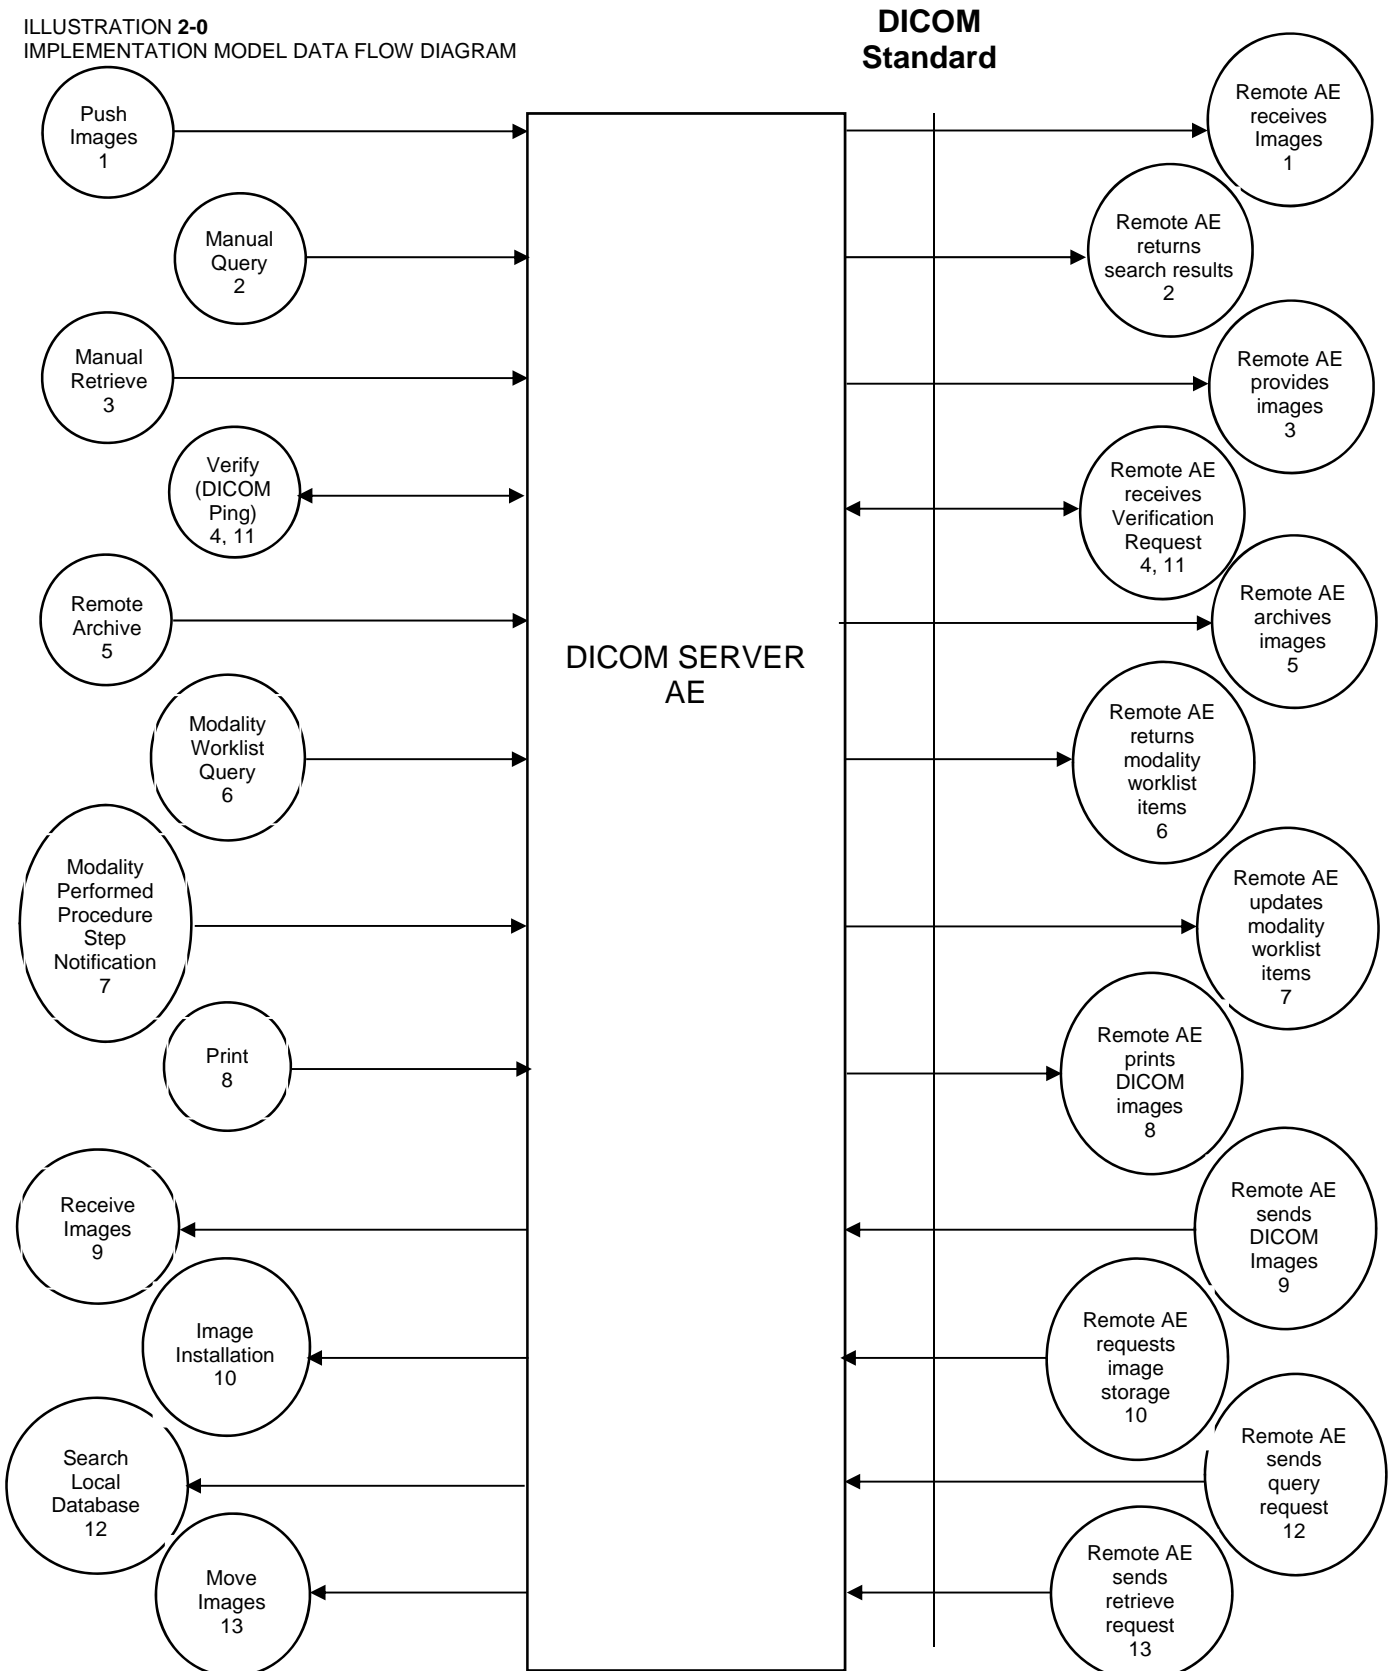 ILLUSTRATION 2-0
IMPLEMENTATION MODEL DATA FLOW DIAGRAM
DICOM
Standard
Push
Images
1
Remote AE
receives
Images
1
Manual
Query
2
Remote AE
returns
search results
2
Manual
Retrieve
3
Remote AE
provides
images
3
Verify
(DICOM
Ping)
4, 11
Remote AE
receives
Verification
Request
4, 11
Remote
Archive
5
Remote AE
archives
images
5
DICOM SERVER
AE
Modality
Worklist
Query
6
Remote AE
returns
modality
worklist
items
6
Modality
Performed
Procedure
Step
Notification
7
Remote AE
updates
modality
worklist
items
7
Print
8
Remote AE
prints
DICOM
images
8
Receive
Images
9
Remote AE
sends
DICOM
Images
9
Image
Installation
10
Remote AE
requests
image
storage
10
Search
Local
Database
12
Remote AE
sends
query
request
12
Move
Images
13
Remote AE
sends
retrieve
request
13